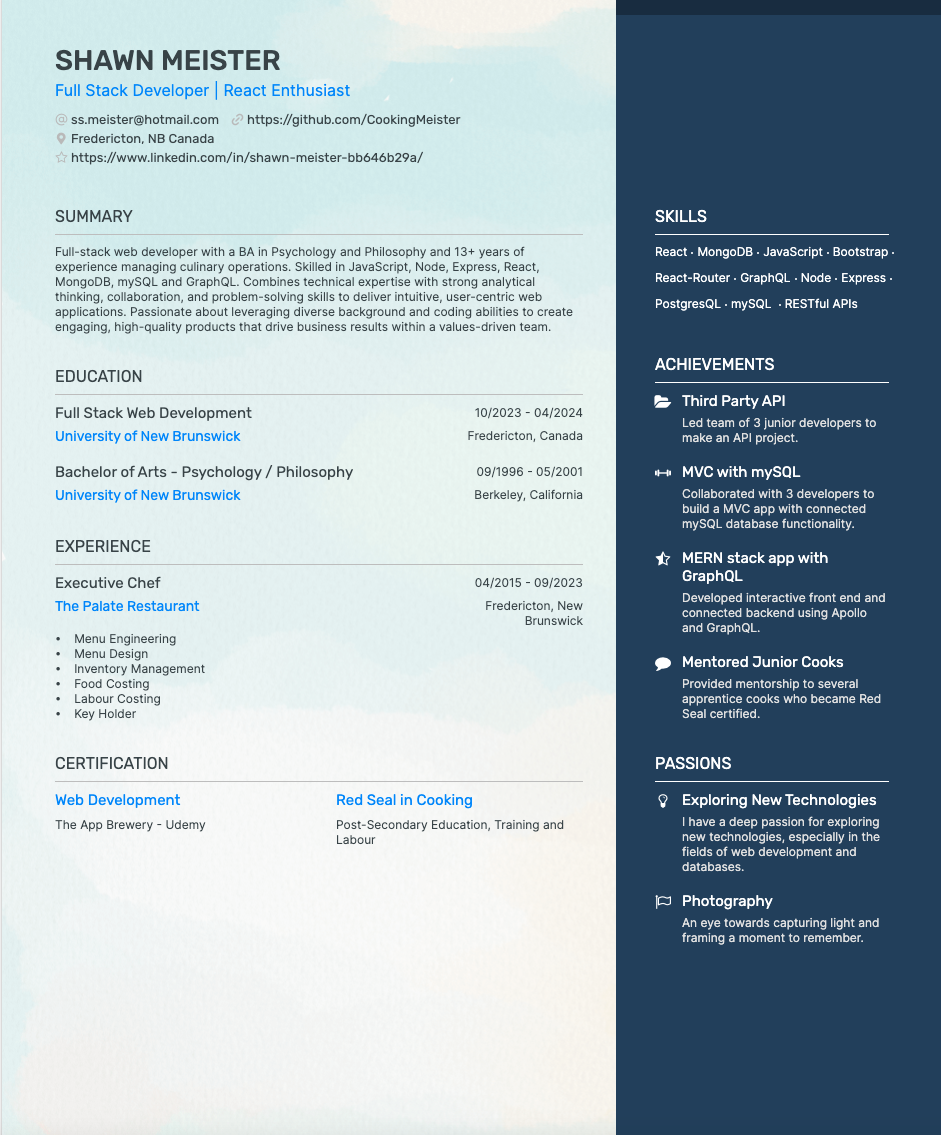 SHAWN MEISTER
Full Stack Developer | React Enthusiast
ss.meister@hotmail.com https://github.com/CookingMeister
Fredericton, NB Canada
https://www.linkedin.com/in/shawn-meister-bb646b29a/
SUMMARY
Full-stack web developer with a BA in Psychology and Philosophy and 13+ years of
experience managing culinary operations. Skilled in JavaScript, Node, Express, React,
MongoDB, mySQL and GraphQL. Combines technical expertise with strong analytical
thinking, collaboration, and problem-solving skills to deliver intuitive, user-centric web
applications. Passionate about leveraging diverse background and coding abilities to create
engaging, high-quality products that drive business results within a values-driven team.
EDUCATION
Full Stack Web Development 10/2023 - 04/2024
University of New Brunswick Fredericton, Canada
Bachelor of Arts - Psychology / Philosophy 09/1996 - 05/2001
University of New Brunswick Berkeley, California
EXPERIENCE
Executive Chef 04/2015 - 09/2023
The Palate Restaurant Fredericton, New
Brunswick
• Menu Engineering
• Menu Design
• Inventory Management
• Food Costing
• Labour Costing
• Key Holder
CERTIFICATION
Web Development
The App Brewery - Udemy
Red Seal in Cooking
Post-Secondary Education, Training and
Labour
SKILLS
React · MongoDB · JavaScript · Bootstrap ·
React-Router · GraphQL · Node · Express ·
PostgresQL · mySQL · RESTful APIs
ACHIEVEMENTS
Third Party API
Led team of 3 junior developers to
make an API project.
MVC with mySQL
Collaborated with 3 developers to
build a MVC app with connected
mySQL database functionality.
MERN stack app with
GraphQL
Developed interactive front end and
connected backend using Apollo
and GraphQL.
Mentored Junior Cooks
Provided mentorship to several
apprentice cooks who became Red
Seal certified.
PASSIONS
Exploring New Technologies
I have a deep passion for exploring
new technologies, especially in the
fields of web development and
databases.
Photography
An eye towards capturing light and
framing a moment to remember.